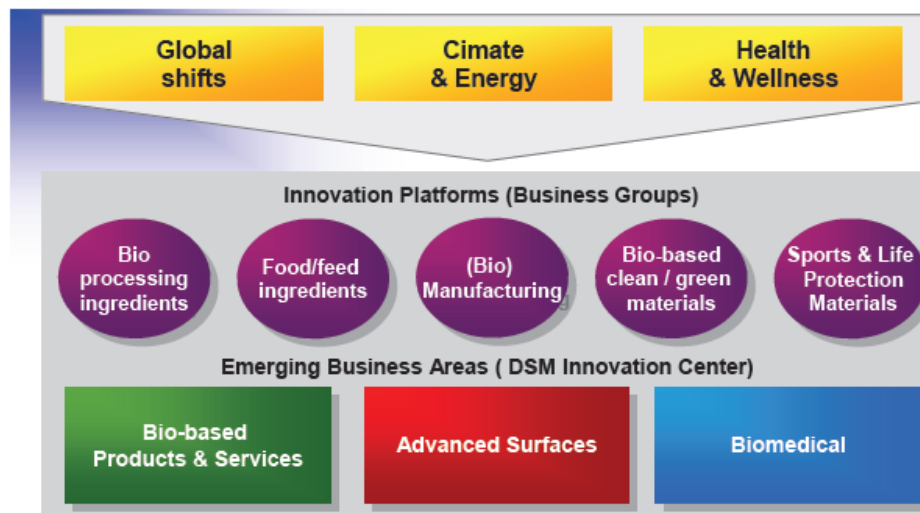 Global
shifts
Cimate
& Energy
Health
& Wellness
Innovation Platforms (Business Groups)
Bio
processing
ingredients
Food/feed
ingredients
(Bio)
Manufacturing
Bio-based
clean / green
materials
Sports & Life
Protection
Materials
Emerging Business Areas ( DSM Innovation Center)
Bio-based
Products & Services
Advanced Surfaces
Biomedical